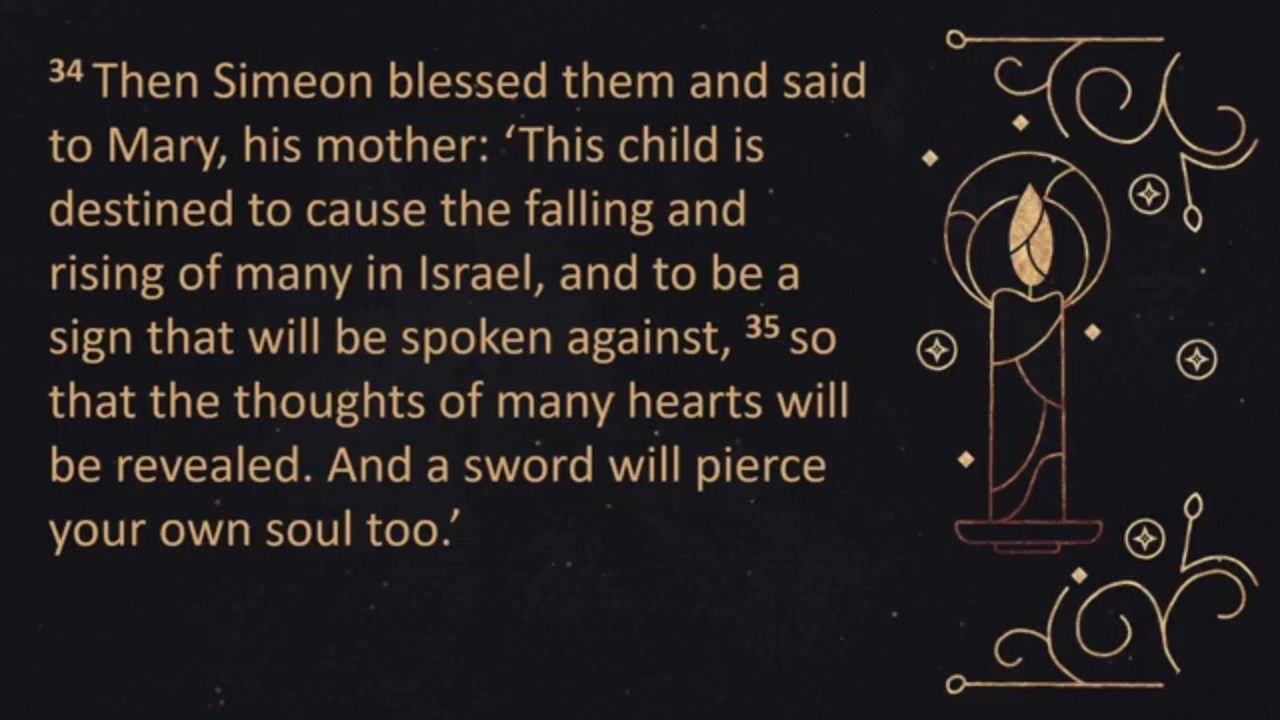 34 Then Simeon blessed them and said
to Mary, his mother: ‘This child is
destined to cause the falling and
rising of many in Israel, and to be a
sign that will be spoken against, 35 so
that the thoughts of many hearts will
be revealed. And a sword will pierce
your own soul too.’